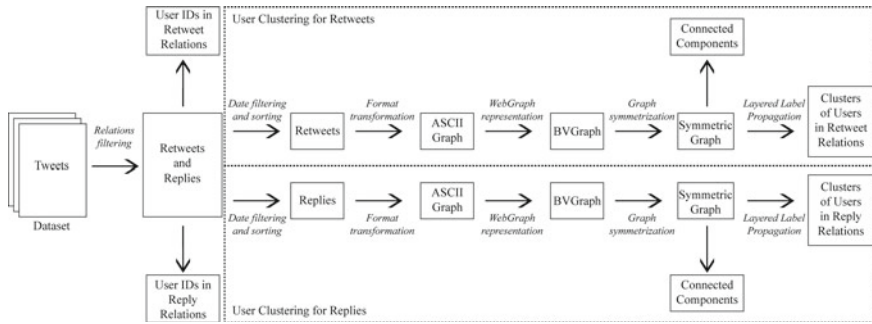 User IDs in
Retweet
Relations
User Clustering for Retweets
Connected
Components
Tweets
Dataset
Relations
filtering
Retweets
and
Replies
Date filtering
and sorting
Retweets
Format
transformation
ASCII
Graph
WebGraph
representation
BVGraph
Graph
symmetrization
Symmetric
Graph
Layered Label
Propagation
Clusters
of Users
in Retweet
Relations
Date filtering
and sorting
Replies
Format
transformation
ASCII
Graph
WebGraph
representation
BVGraph
Graph
symmetrization
Symmetric
Graph
Layered Label
Propagation
Clusters
of Users
in Reply
Relations
User IDs in
Reply
Relations
User Clustering for Replies
Connected
Components